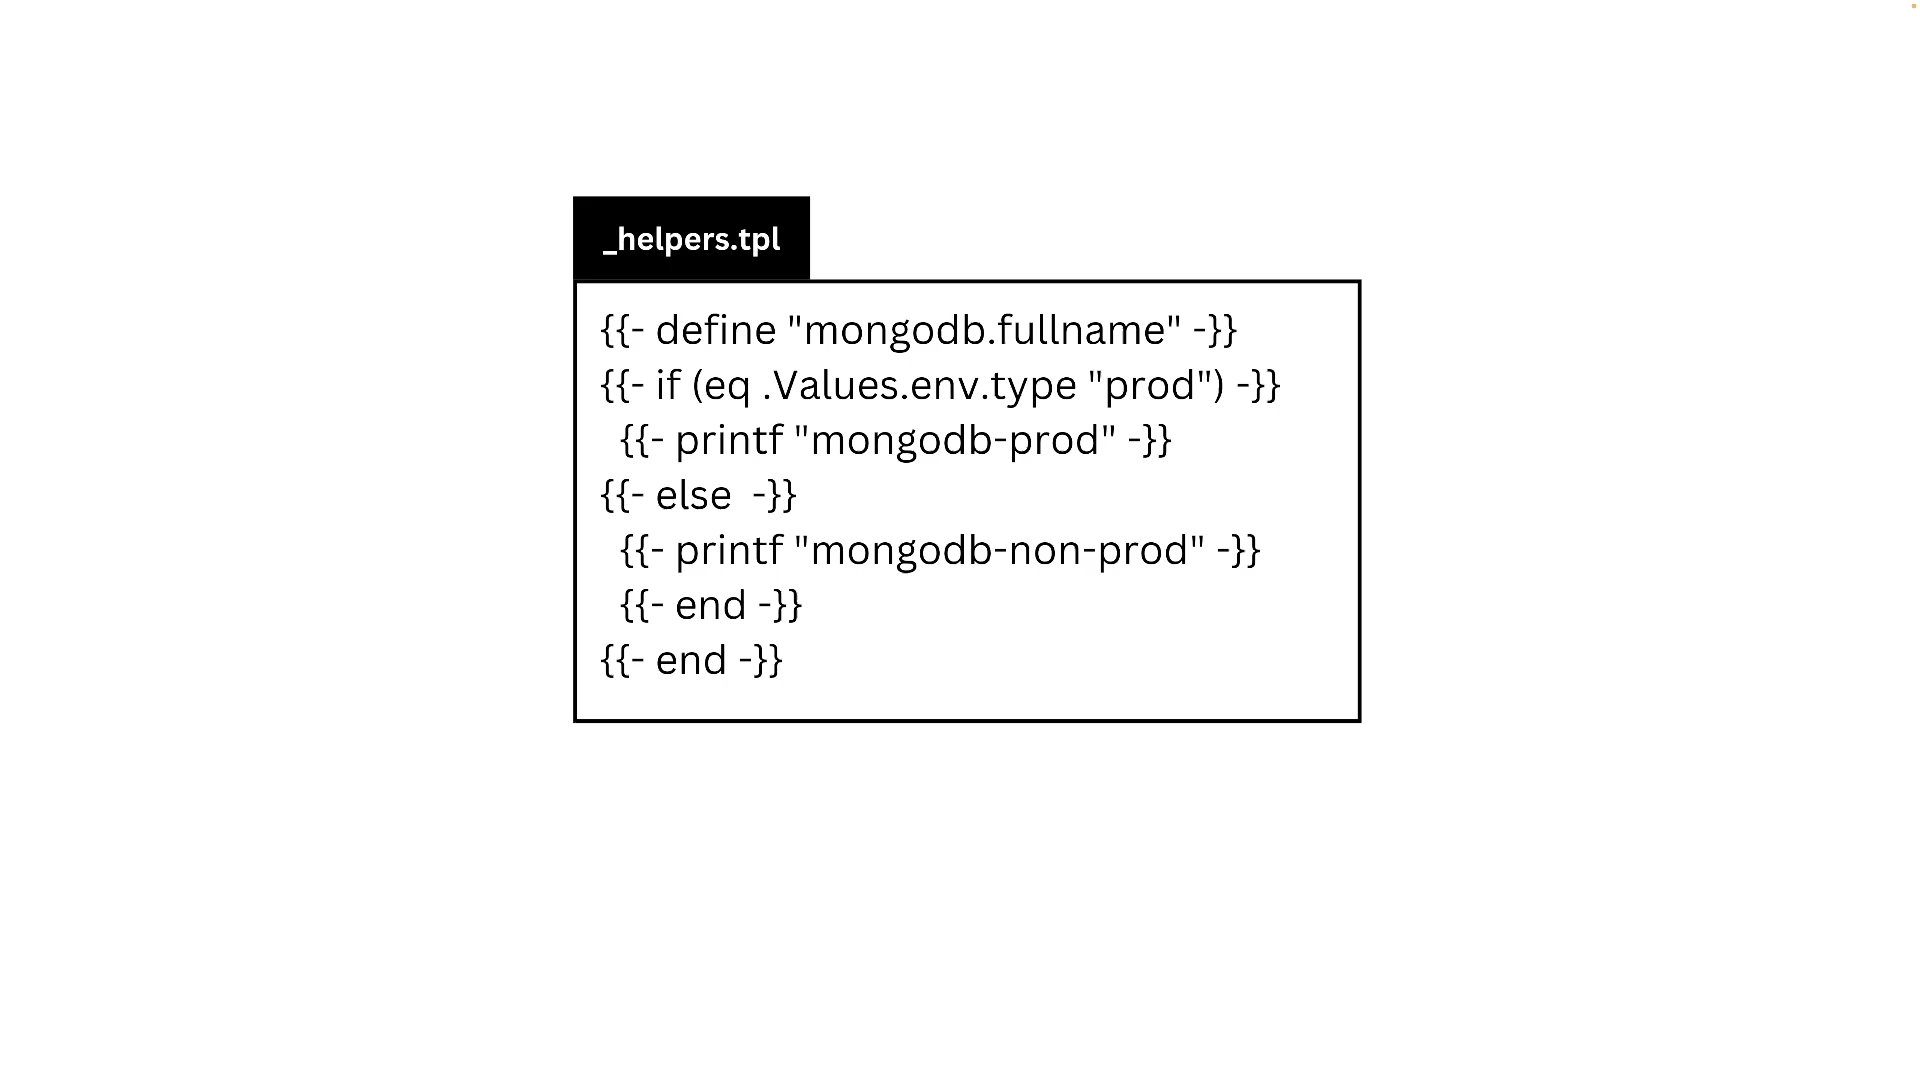 _helpers.tpl
{{- define "mongodb.fullname" -}}
{{- if (eq .Values.env.type "prod") -}}
  {{- printf "mongodb-prod" -}}
{{- else  -}}
  {{- printf "mongodb-non-prod" -}}
  {{- end -}}
{{- end -}}